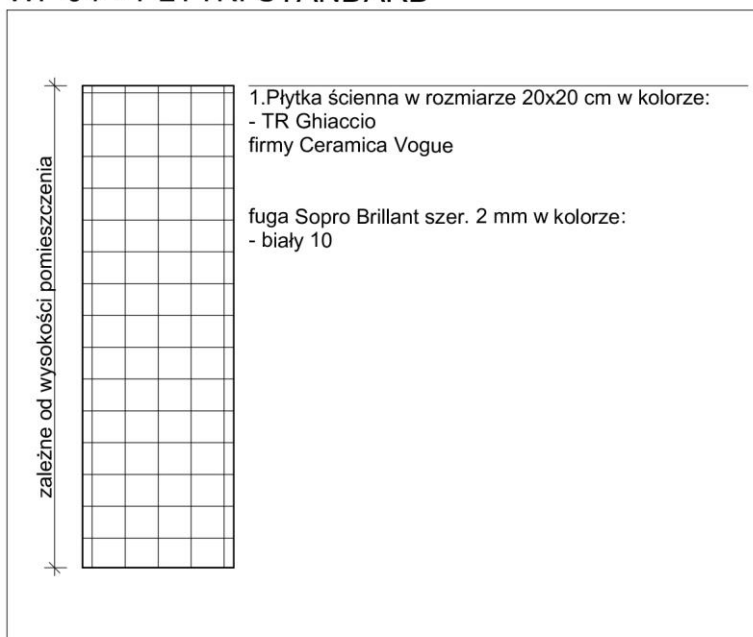 1.Płytka ścienna w rozmiarze 20x20 cm w kolorze:
- TR Ghiaccio
firmy Ceramica Vogue
fuga Sopro Brillant szer. 2 mm w kolorze:
- biały 10
zależne od wysokości pomieszczenia